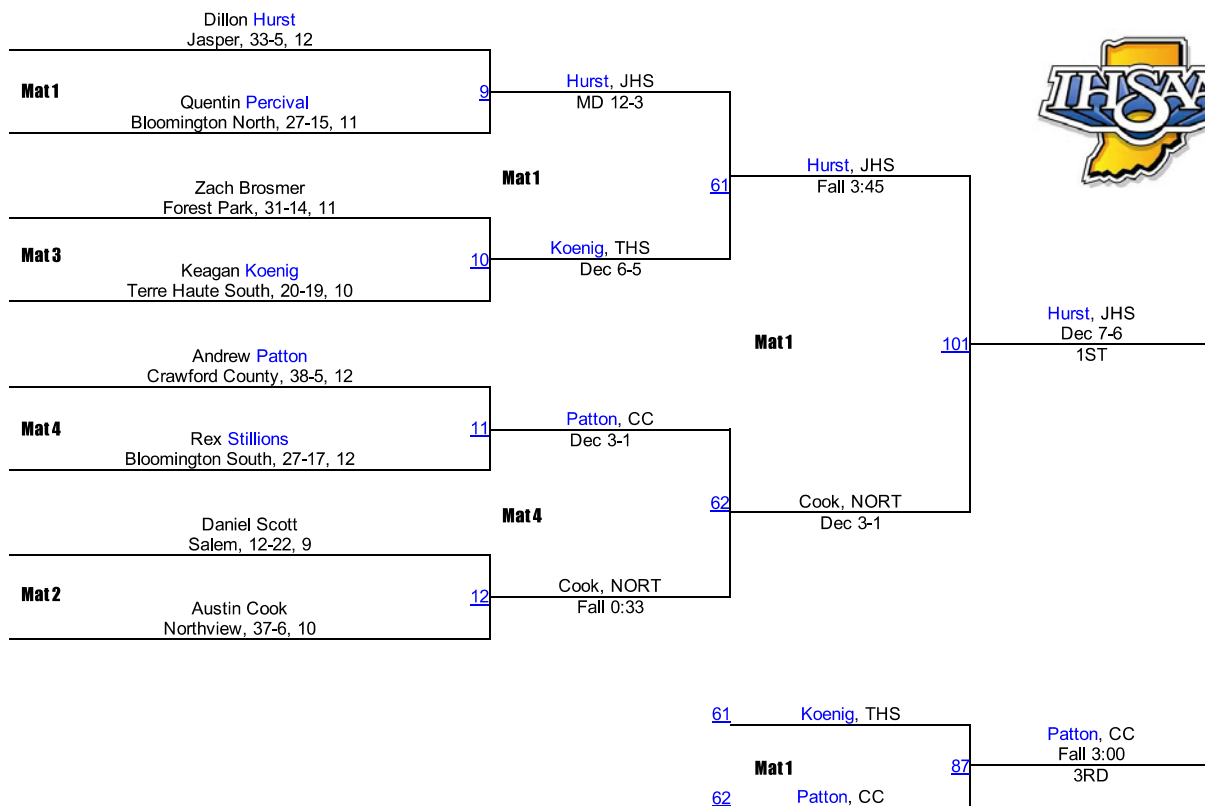 Dillon Hurst
Jasper, 33-5, 12
Mat 1
9
Quentin Percival
Bloomington North, 27-15, 11
Hurst, JHS
MD 12-3
Mat 1
61
Zach Brosmer
Forest Park, 31-14, 11
Mat 3
10
Keagan Koenig
Terre Haute South, 20-19, 10
Koenig, THS
Dec 6-5
Hurst, JHS
Fall 3:45
Mat 1
101
Andrew Patton
Crawford County, 38-5, 12
Mat 4
11
Rex Stillions
Bloomington South, 27-17, 12
Patton, CC
Dec 3-1
Mat 4
62
Daniel Scott
Salem, 12-22, 9
Mat 2
12
Austin Cook
Northview, 37-6, 10
Cook, NORT
Fall 0:33
Cook, NORT
Dec 3-1
Hurst, JHS
Dec 7-6
1ST
IHSAA
61
Koenig, THS
Mat 1
87
62
Patton, CC
Patton, CC
Fall 3:00
3RD